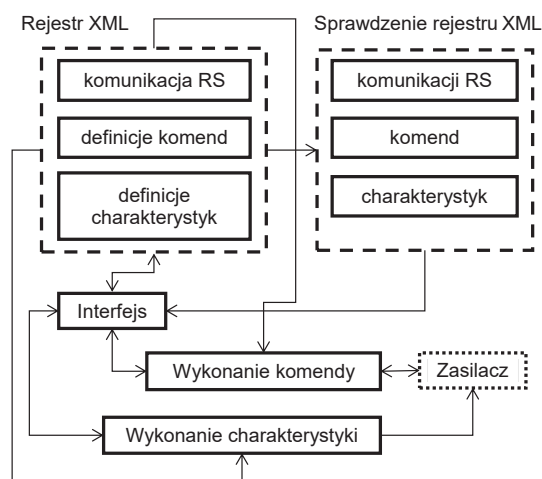 Rejestr XML
Sprawdzenie rejestru XML
komunikacja RS
komunikacji RS
definicje komend
komend
definicje
charakterystyk
charakterystyk
Interfejs
Wykonanie komendy
Zasilacz
Wykonanie charakterystyki